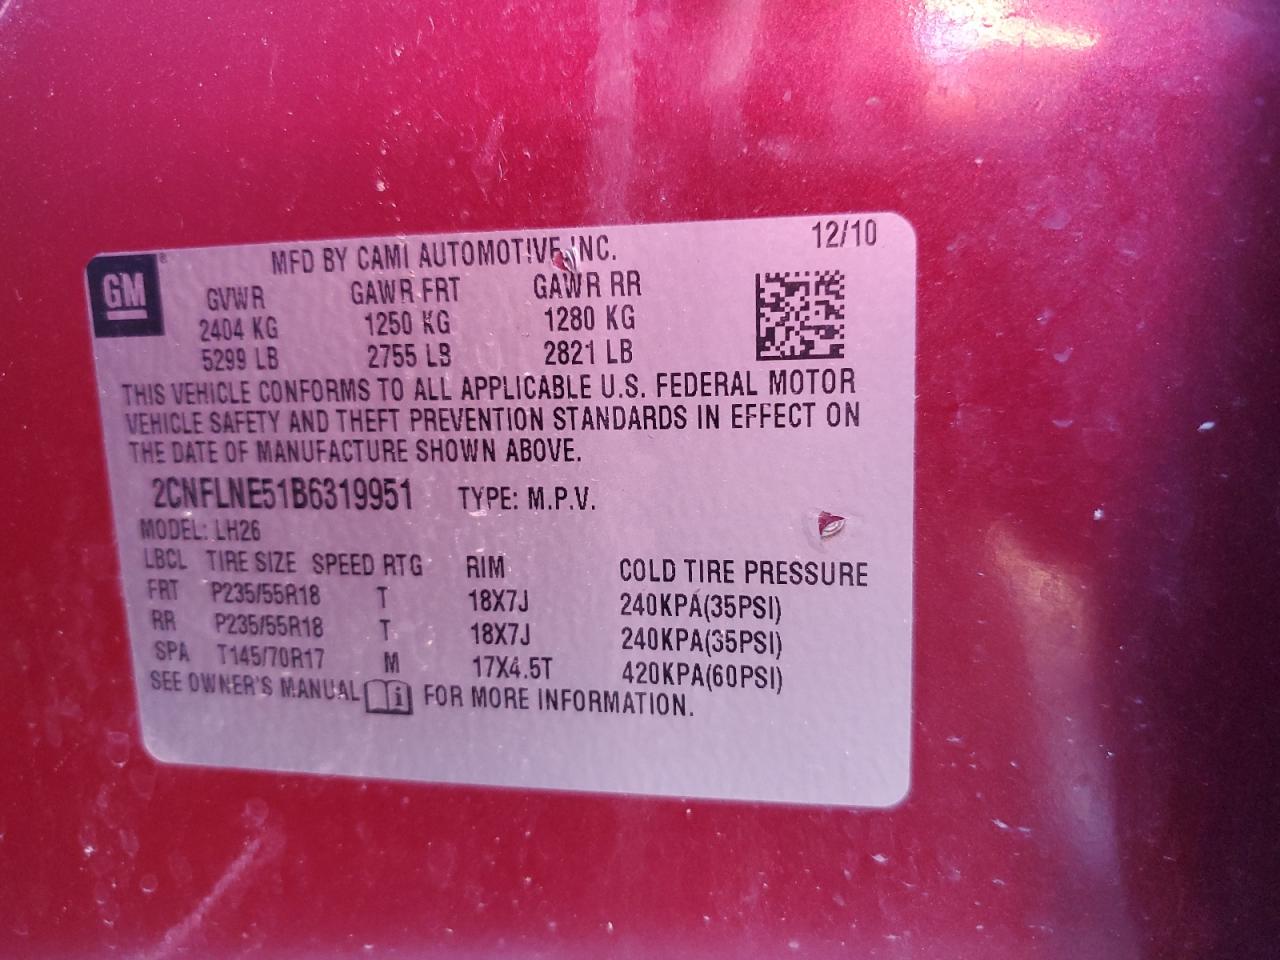 GM®
MFD BY CAMI AUTOMOTIVE INC. 12/10
GVWR GAWR FRT GAWR RR
2404 KG 1250 KG 1280 KG
5299 LB 2755 LB 2821 LB
THIS VEHICLE CONFORMS TO ALL APPLICABLE U.S. FEDERAL MOTOR
VEHICLE SAFETY AND THEFT PREVENTION STANDARDS IN EFFECT ON
THE DATE OF MANUFACTURE SHOWN ABOVE.
2CNFLNE51B6319951 TYPE: M.P.V.
MODEL: LH26
LBCL TIRE SIZE SPEED RTG RIM COLD TIRE PRESSURE
FRT P235/55R18 T 18X7J 240KPA(35PSI)
RR P235/55R18 T 18X7J 240KPA(35PSI)
SPA T145/70R17 M 17X4.5T 420KPA(60PSI)
SEE OWNER'S MANUAL i FOR MORE INFORMATION.